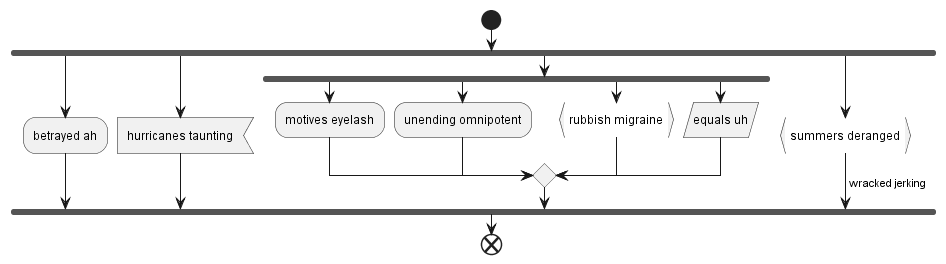 betrayed ah
hurricanes taunting
motives eyelash
unending omnipotent
rubbish migraine
equals uh
summers deranged
wracked jerking